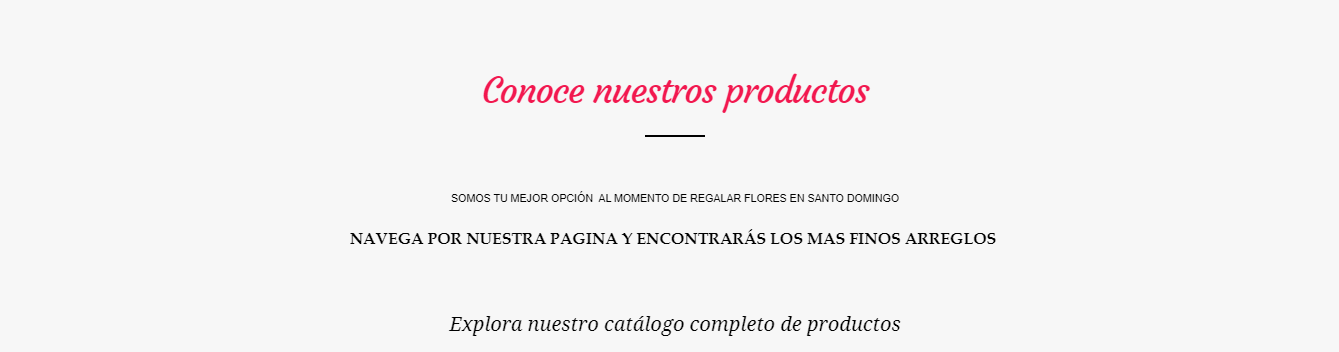 Conoce nuestros productos
SOMOS TU MEJOR OPCIÓN  AL MOMENTO DE REGALAR FLORES EN SANTO DOMINGO
NAVEGA POR NUESTRA PAGINA Y ENCONTRARÁS LOS MAS FINOS ARREGLOS
Explora nuestro catálogo completo de productos